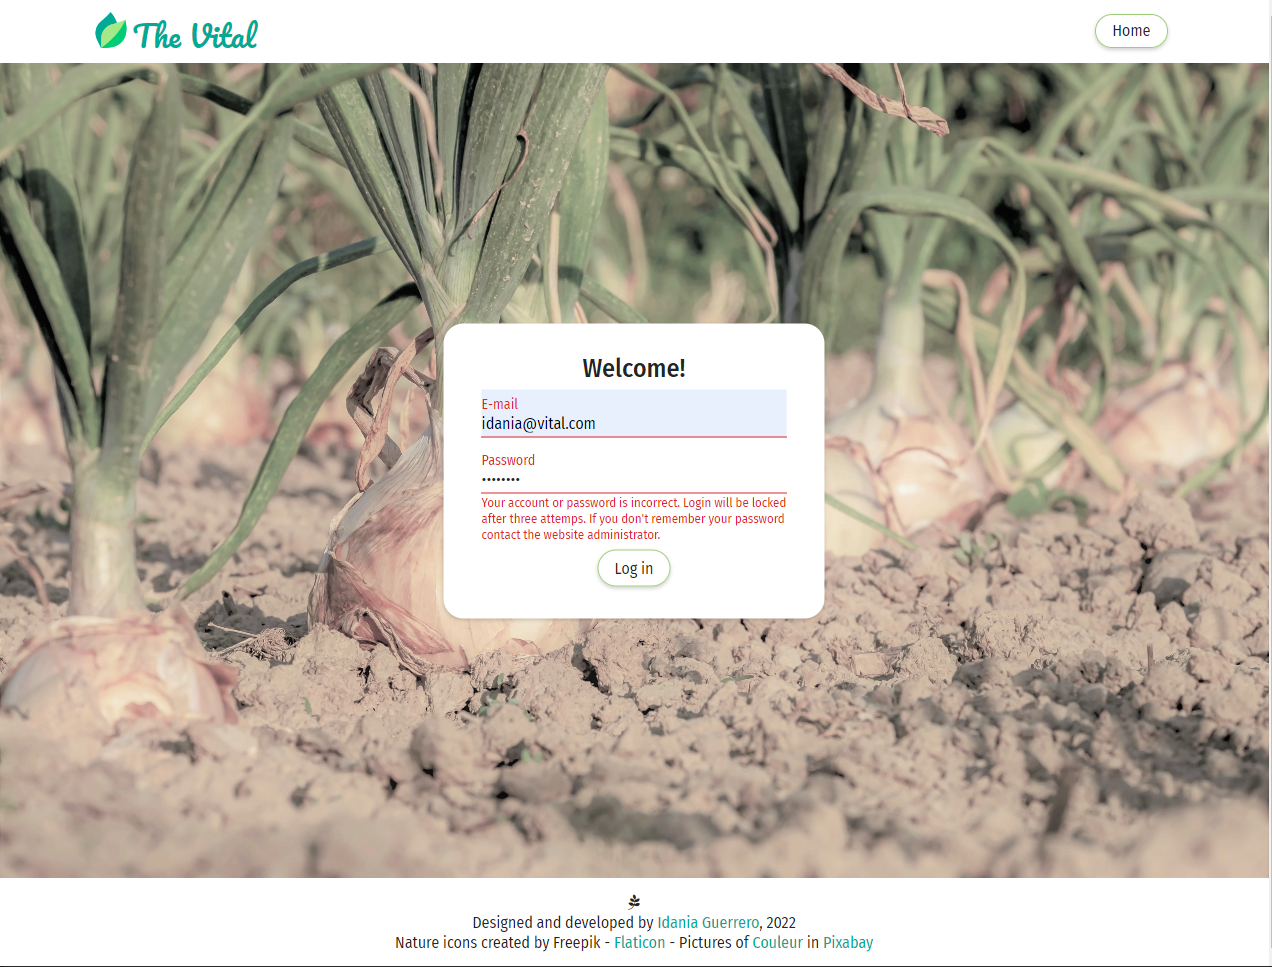 The Vital
Home
Welcome!
E-mail
idania@vital.com
Password
••••••••
Your account or password is incorrect. Login will be locked
after three attemps. If you don't remember your password
contact the website administrator.
Log in
Designed and developed by Idania Guerrero, 2022
Nature icons created by Freepik - Flaticon - Pictures of Couleur in Pixabay